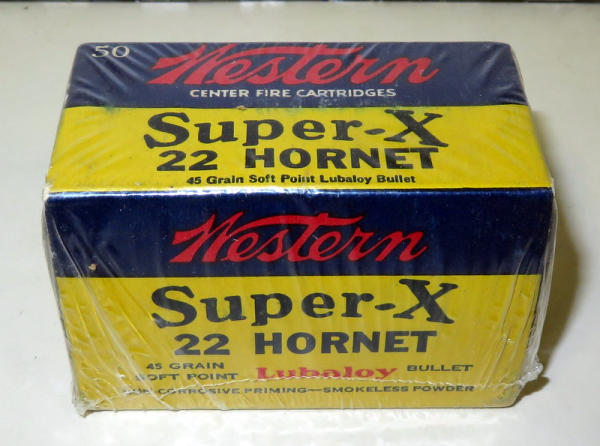 50
Western
CENTER FIRE CARTRIDGES
Super-X
22 HORNET
45 Grain Soft Point Lubaloy Bullet
Western
Super-X
22 HORNET
45 GRAIN
SOFT POINT Lubaloy BULLET
NON CORROSIVE PRIMING—SMOKELESS POWDER